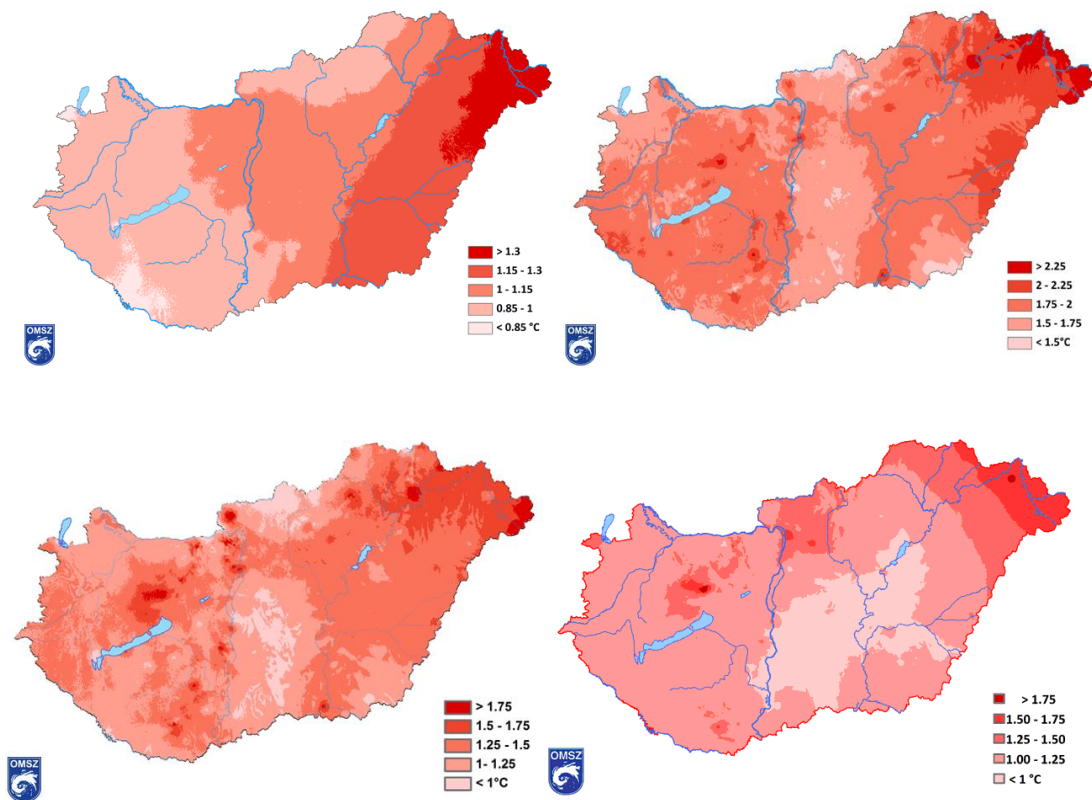 > 1.3
1.15 - 1.3
1 - 1.15
0.85 - 1
< 0.85 °C
OMSZ
> 2.25
2 - 2.25
1.75 - 2
1.5 - 1.75
< 1.5°C
OMSZ
> 1.75
1.5 - 1.75
1.25 - 1.5
1- 1.25
< 1°C
OMSZ
> 1.75
1.50 - 1.75
1.25 - 1.50
1.00 - 1.25
< 1 °C
OMSZ